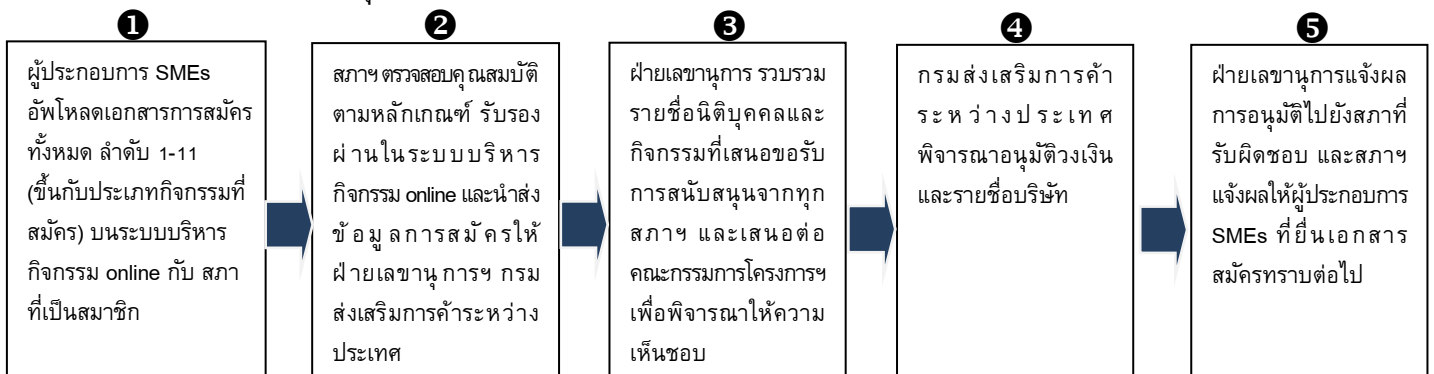 ❶
ผู้ประกอบการ SMEs
อัพโหลดเอกสารการสมัคร
ทั้งหมด ลำดับ 1-11
(ขึ้นกับประเภทกิจกรรมที่
สมัคร) บนระบบบริหาร
กิจกรรม online กับ สภา
ที่เป็นสมาชิก
❷
สภาฯ ตรวจสอบคุณสมบัติ
ตามหลักเกณฑ์ รับรอง
ผ่านในระบบบริหาร
กิจกรรม online และนำส่ง
ข้อมูลการสมัครให้
ฝ่ายเลขานุการฯ กรม
ส่งเสริมการค้าระหว่าง
ประเทศ
❸
ฝ่ายเลขานุการ รวบรวม
รายชื่อนิติบุคคลและ
กิจกรรมที่เสนอขอรับ
การสนับสนุนจากทุก
สภาฯ และเสนอต่อ
คณะกรรมการโครงการฯ
เพื่อพิจารณาให้ความ
เห็นชอบ
❹
กรมส่งเสริมการค้า
ระหว่างประเทศ
พิจารณาอนุมัติวงเงิน
และรายชื่อบริษัท
❺
ฝ่ายเลขานุการแจ้งผล
การอนุมัติไปยังสภาที่
รับผิดชอบ และสภาฯ
แจ้งผลให้ผู้ประกอบการ
SMEs ที่ยื่นเอกสาร
สมัครทราบต่อไป